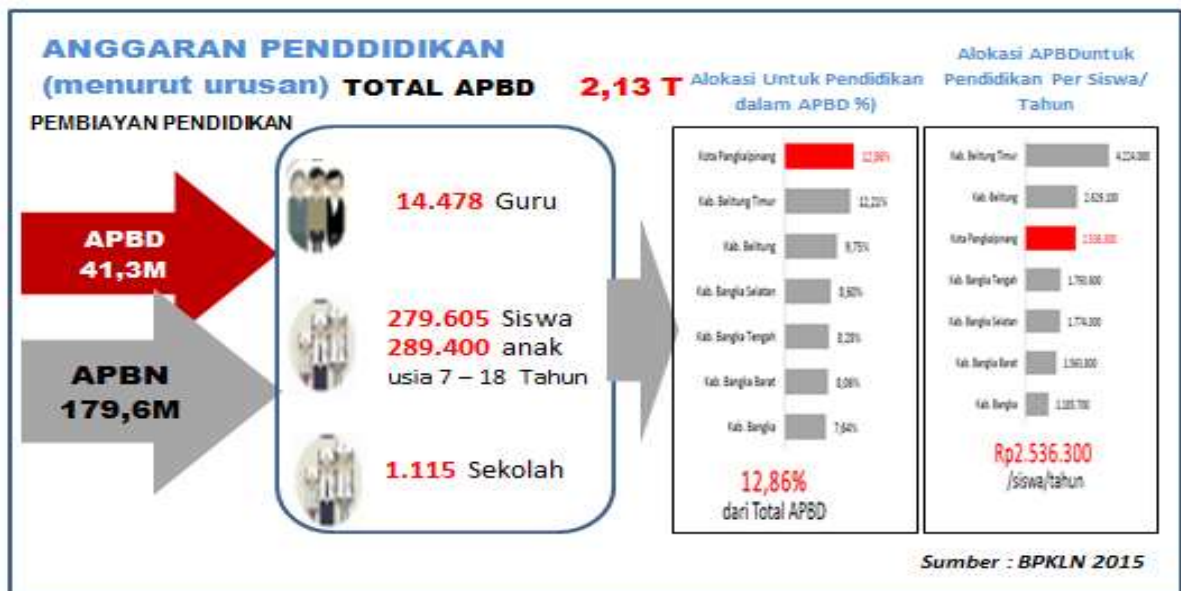 ANGGARAN PENDDIDIKAN
(menurut urusan) TOTAL APBD 2,13 T
PEMBIAYAN PENDIDIKAN
APBD
41,3M
APBN
179,6M
14.478 Guru
279.605 Siswa
289.400 anak
usia 7 – 18 Tahun
1.115 Sekolah
Alokasi Untuk Pendidikan
dalam APBD %)
Kota Pangkalpinang 12,86%
Kab. Belitung Timur
Kab. Belitung 9,75%
Kab. Bangka Selatan
Kab. Bangka Tengah
Kab. Bangka Barat
Kab. Bangka 7,64%
12,86%
dari Total APBD
Alokasi APBDuntuk
Pendidikan Per Siswa/
Tahun
Kab. Belitung Timur
Kab. Belitung
Kota Pangkalpinang 2.536.300
Kab. Bangka Tengah
Kab. Bangka Selatan
Kab. Bangka Barat
Kab. Bangka
Rp2.536.300
/siswa/tahun
Sumber : BPKLN 2015